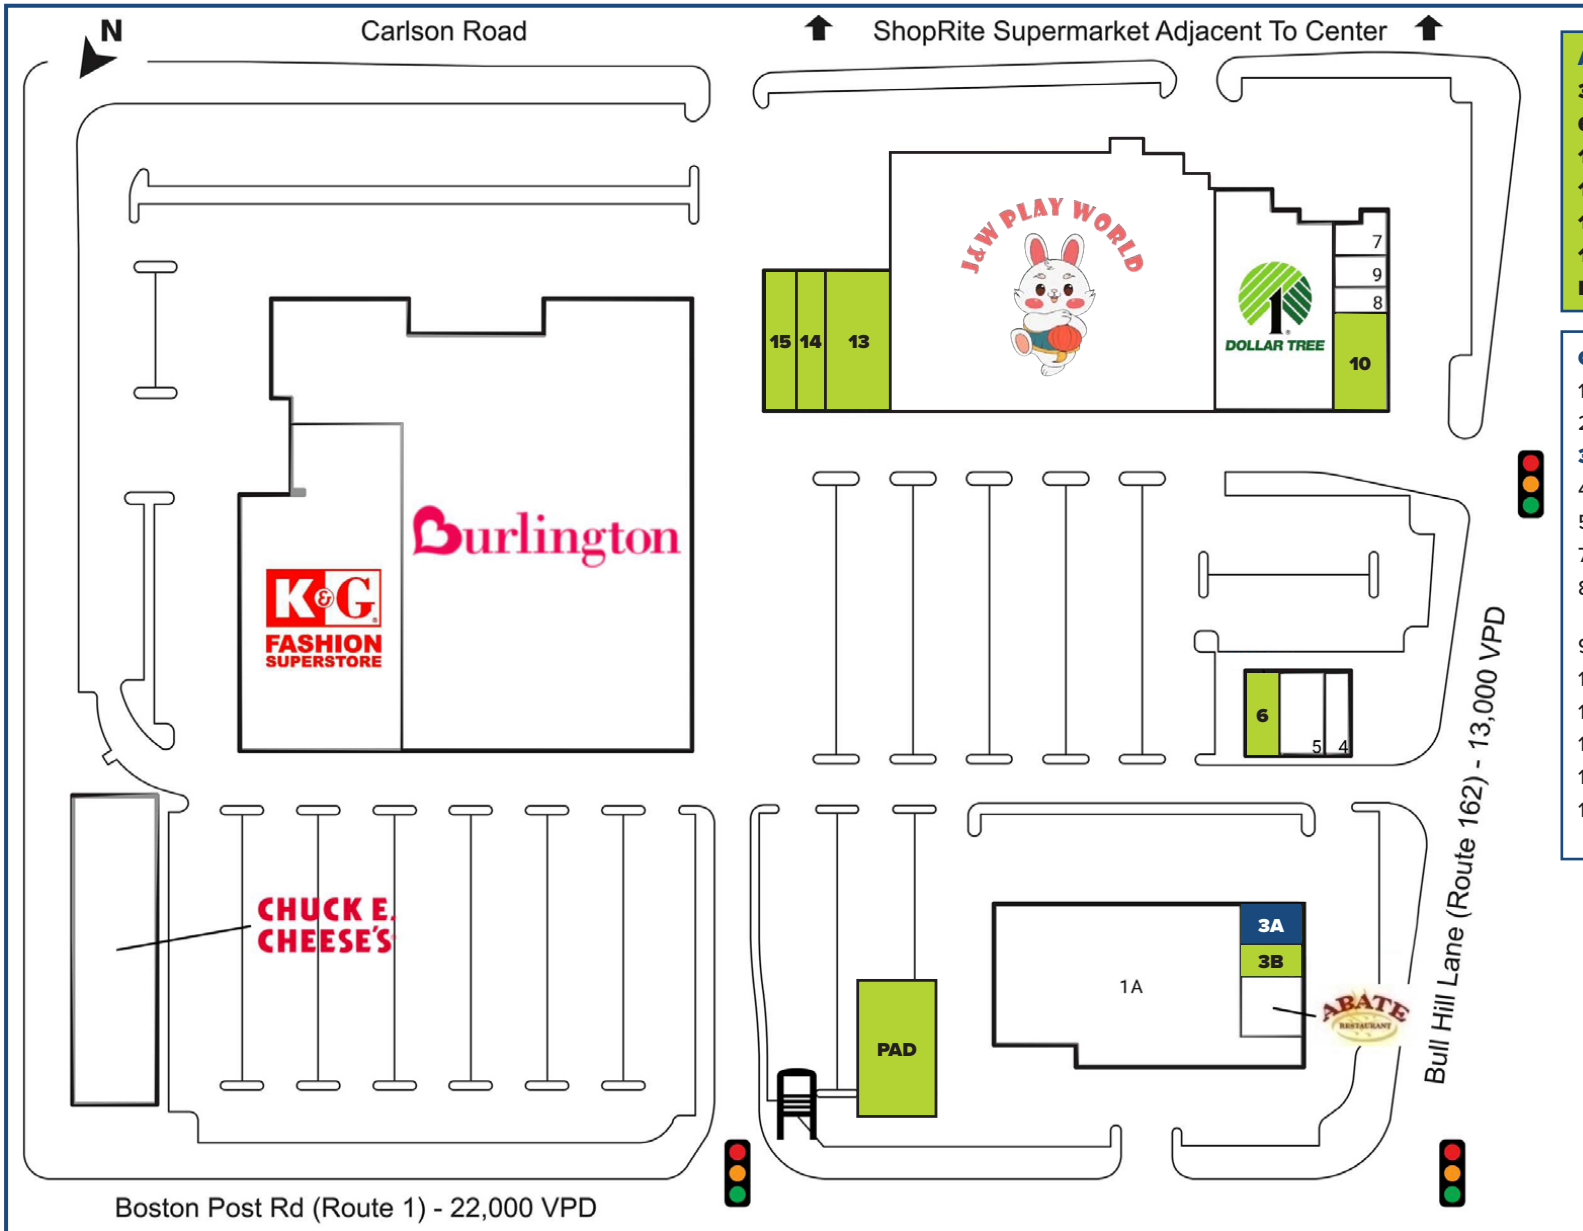 N
Carlson Road
ShopRite Supermarket Adjacent To Center
J&W PLAY WORLD
7
9
8
10
15
14
13
1
DOLLAR TREE
Burlington
K&G
FASHION
SUPERSTORE
6
5
4
Bull Hill Lane (Route 162) - 13,000 VPD
CHUCK E.
CHEESE'S
3A
3B
1A
ABATE
RESTAURANT
PAD
Boston Post Rd (Route 1) - 22,000 VPD